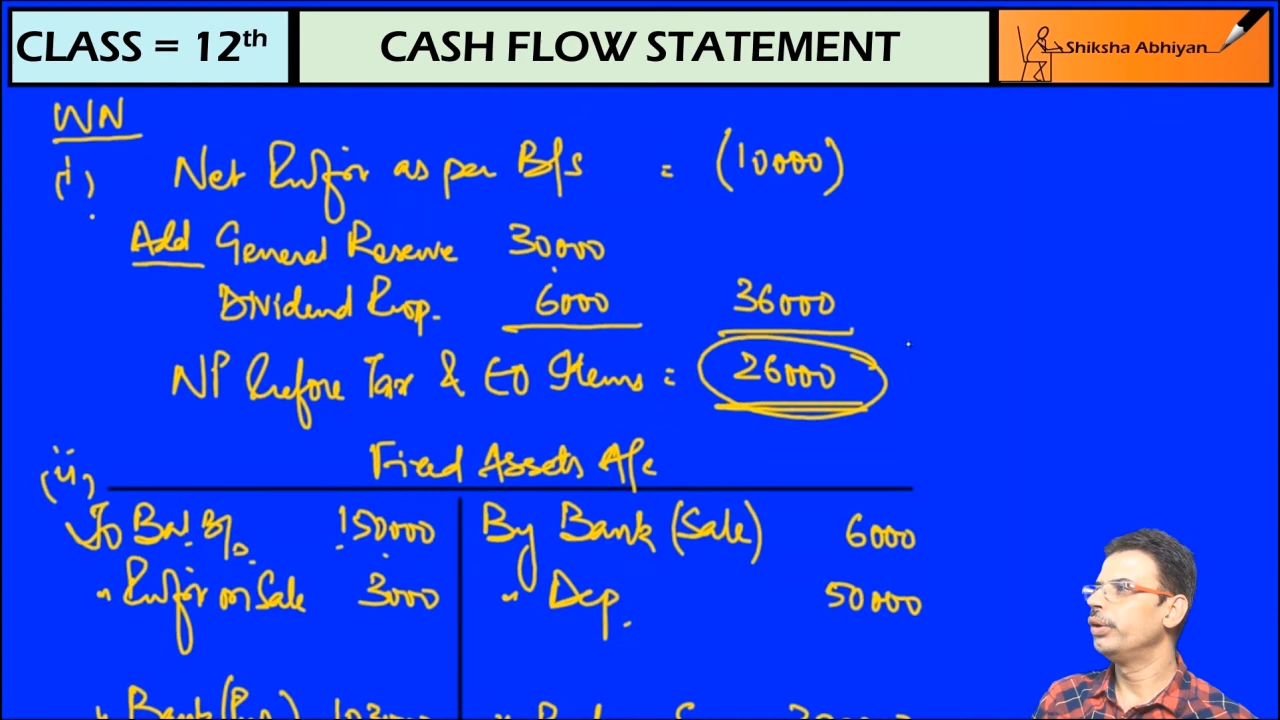 CLASS = 12th
CASH FLOW STATEMENT
Shiksha Abhiyan
WN
(i) Net Profit as per B/S = (10000)
Add General Reserve 30000
Dividend Prop. 6000 36000
NP Before Tax & EO Items = 26000
(ii) Fixed Assets A/c
To Bal B/D 150000 By Bank (Sale) 6000
" Profit on Sale 3000 " Dep. 50000
" Bank